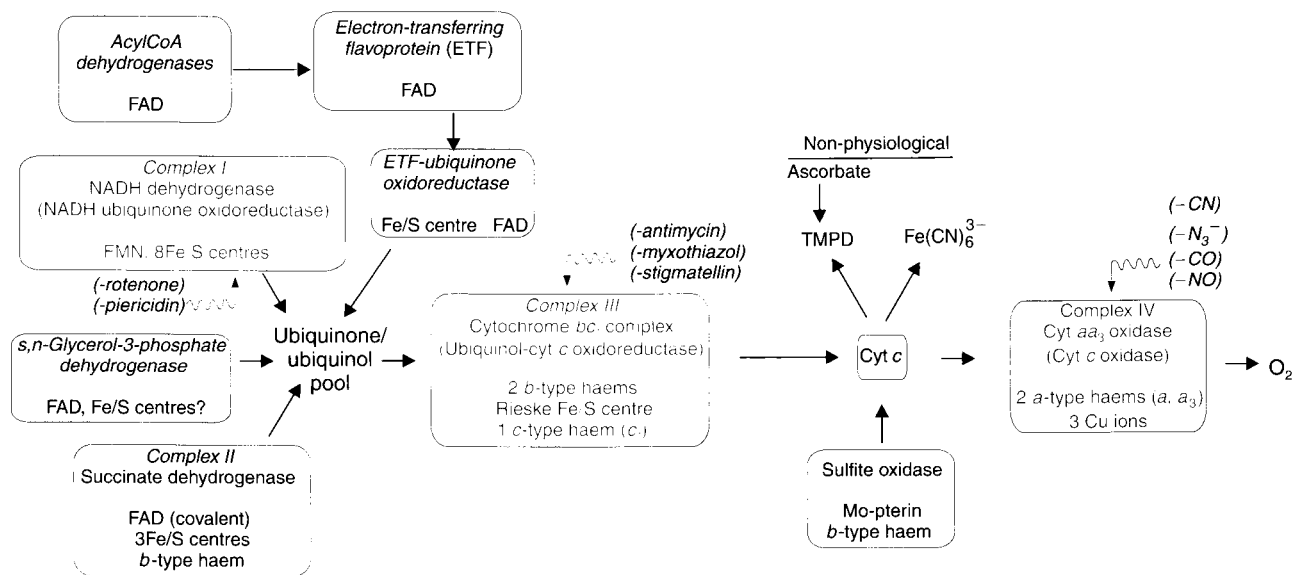 AcylCoA
dehydrogenases
FAD
Electron-transferring
flavoprotein (ETF)
FAD
Complex I
NADH dehydrogenase
(NADH ubiquinone oxidoreductase)
FMN. 8Fe S centres
(-rotenone)
(-piericidin)
ETF-ubiquinone
oxidoreductase
Fe/S centre FAD
s,n-Glycerol-3-phosphate
dehydrogenase
FAD, Fe/S centres?
Complex II
Succinate dehydrogenase
FAD (covalent)
3Fe/S centres
b-type haem
Ubiquinone/
ubiquinol
pool
(-antimycin)
(-myxothiazol)
(-stigmatellin)
Complex III
Cytochrome bc₁ complex
(Ubiquinol-cyt c oxidoreductase)
2 b-type haems
Rieske Fe S centre
1 c-type haem (c₁)
Non-physiological
Ascorbate
TMPD
Fe(CN)₆³⁻
Cyt c
Sulfite oxidase
Mo-pterin
b-type haem
(–CN)
(–N₃⁻)
(–CO)
(–NO)
Complex IV
Cyt aa₃ oxidase
(Cyt c oxidase)
2 a-type haems (a, a₃)
3 Cu ions
O₂